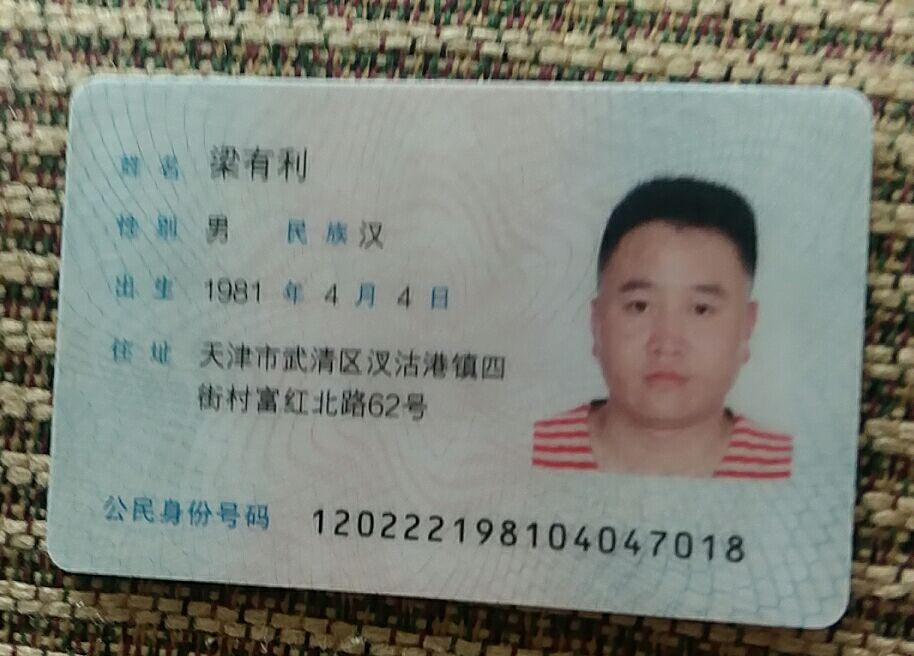 姓名 梁有利
性别 男 民族 汉
出生 1981 年 4 月 4 日
住址 天津市武清区汊沽港镇四
街村富红北路62号
公民身份号码 120222198104047018